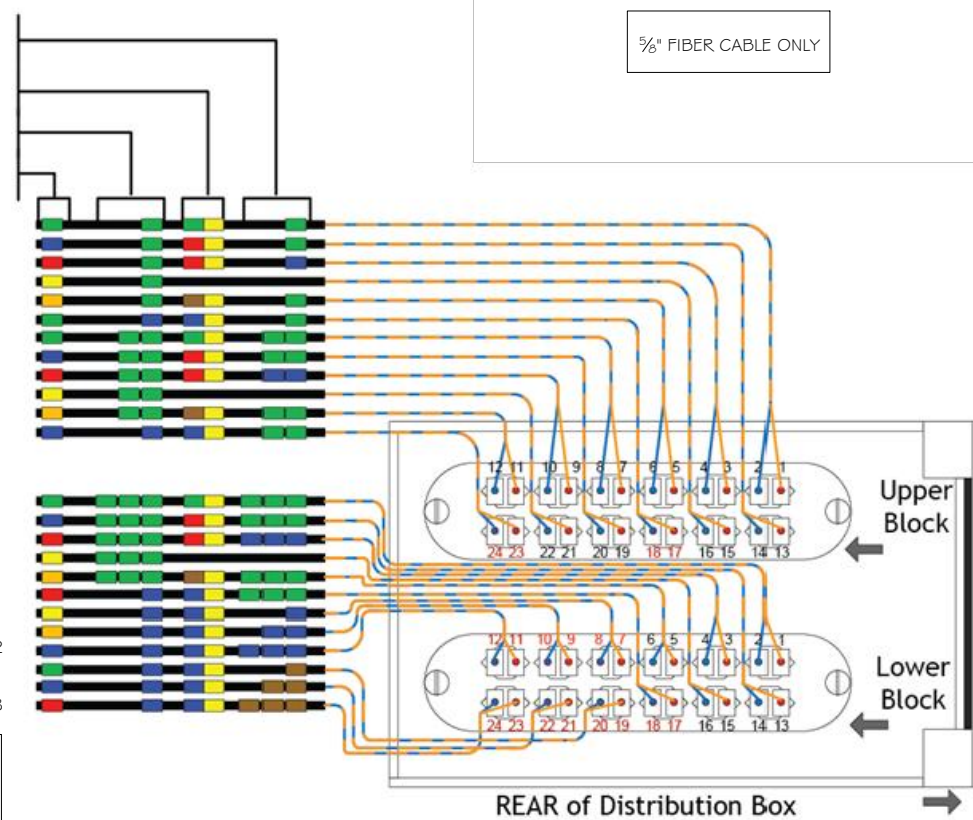 ⅝" FIBER CABLE ONLY
12 11 10 9 8 7 6 5 4 3 2 1
Upper
Block
24 23 22 21 20 19 18 17 16 15 14 13
2
12 11 10 9 8 7 6 5 4 3 2 1
Lower
Block
3
24 23 22 21 20 19 18 17 16 15 14 13
REAR of Distribution Box